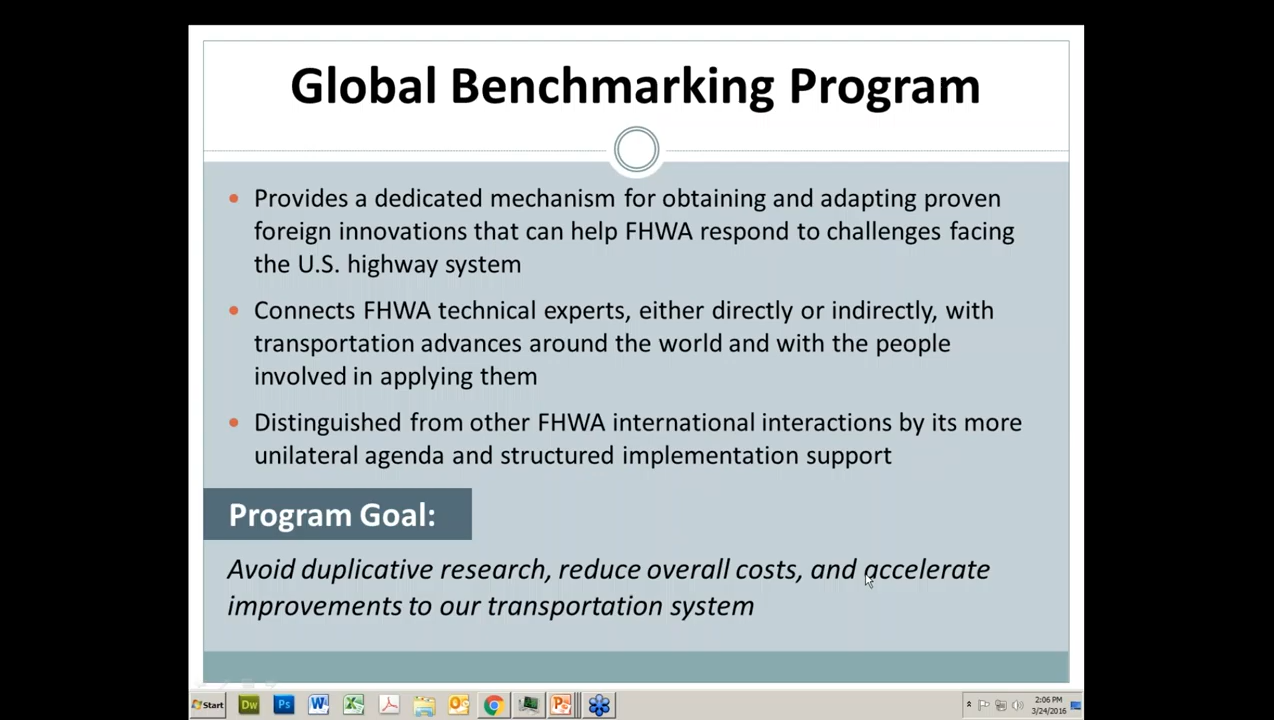 Global Benchmarking Program
• Provides a dedicated mechanism for obtaining and adapting proven
foreign innovations that can help FHWA respond to challenges facing
the U.S. highway system
• Connects FHWA technical experts, either directly or indirectly, with
transportation advances around the world and with the people
involved in applying them
• Distinguished from other FHWA international interactions by its more
unilateral agenda and structured implementation support
Program Goal:
Avoid duplicative research, reduce overall costs, and accelerate
improvements to our transportation system
Start Dw Ps
2:06 PM
3/24/2016